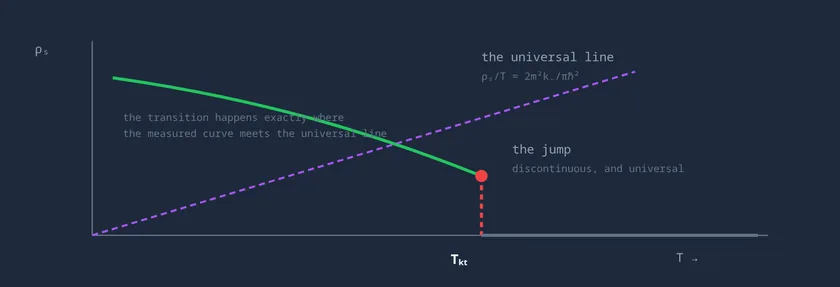 ρₛ
the universal line
ρₛ/T = 2m²k./πħ²
the transition happens exactly where
the measured curve meets the universal line
the jump
discontinuous, and universal
Tₖₜ
T →